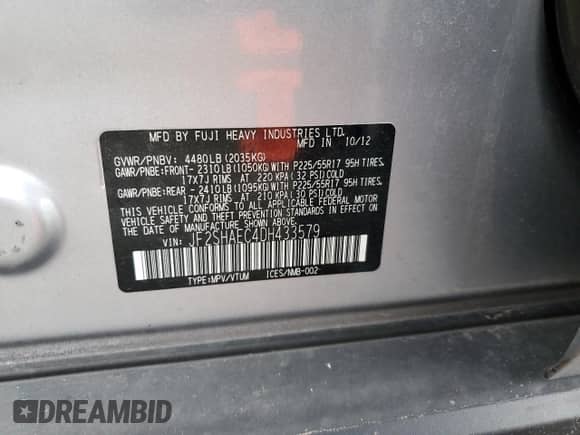 MFD BY FUJI HEAVY INDUSTRIES LTD.
MFD IN 10/12
GVWR/PNBV: 4480LB(2035KG)
GAWR/PNBE:FRONT- 2310LB(1050KG)WITH P225/55R17 95H TIRES,
17X7J RIMS AT 220 KPA(32 PSI)COLD
GAWR/PNBE:REAR - 2410LB(1095KG)WITH P225/55R17 95H TIRES,
17X7J RIMS AT 210 KPA(30 PSI)COLD
THIS VEHICLE CONFORMS TO ALL APPLICABLE FEDERAL MOTOR
VEHICLE SAFETY AND THEFT PREVENTION STANDARDS IN EFFECT ON
THE DATE OF MANUFACTURE SHOWN ABOVE.
VIN: JF2SHAEC4DH433579
TYPE:MPV/VTUM ICES/NMB-002
DREAMBID